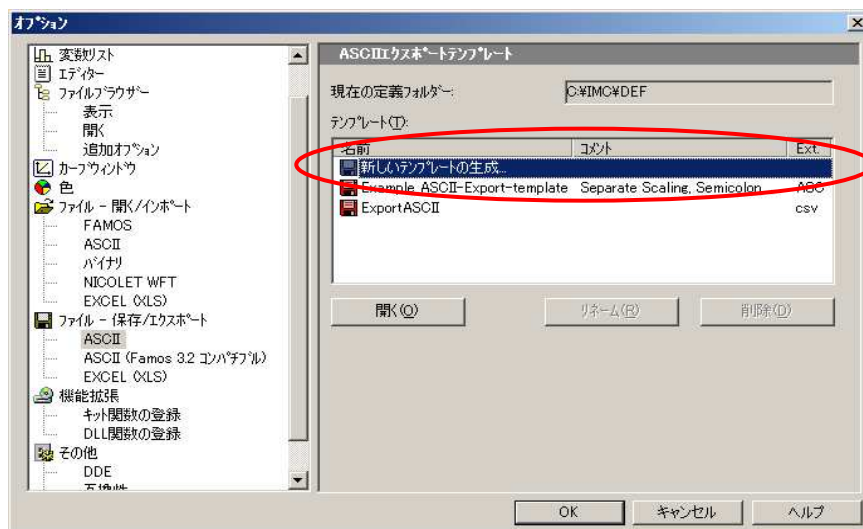 オプション
変数リスト
エディター
ファイルブラウザー
表示
開く
追加オプション
カーブウィンドウ
色
ファイル - 開く/インポート
FAMOS
ASCII
バイナリ
NICOLET WFT
EXCEL (XLS)
ファイル - 保存/エクスポート
ASCII
ASCII (Famos 3.2 コンパチブル)
EXCEL (XLS)
機能拡張
キット関数の登録
DLL関数の登録
その他
DDE
互換性
ASCIIエクスポートテンプレート
現在の定義フォルダー:
C:¥IMC¥DEF
テンプレート(T):
名前 コメント Ext.
新しいテンプレートの生成...
Example ASCII-Export-template Separate Scaling, Semicolon ASC
ExportASCII csv
開く(O) リネーム(R) 削除(D)
OK キャンセル ヘルプ